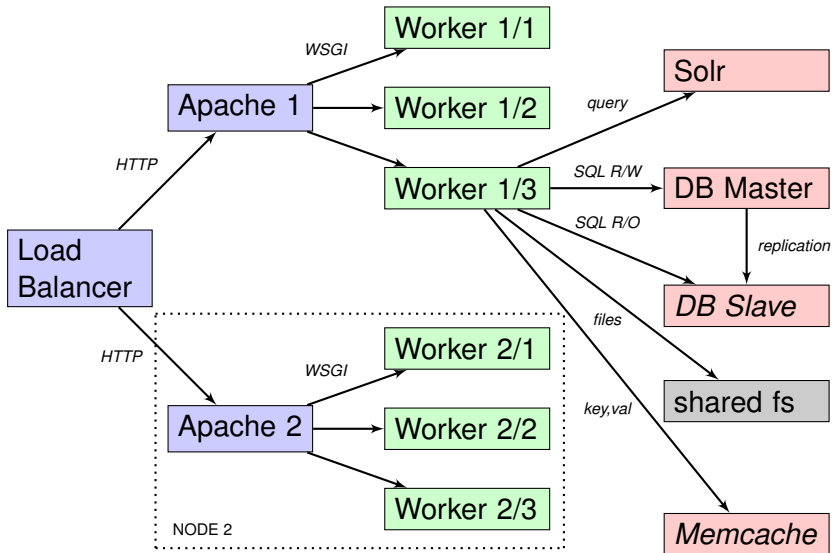 Worker 1/1
WSGI
Solr
Apache 1
Worker 1/2
query
HTTP
Worker 1/3
SQL R/W
DB Master
SQL R/O
replication
Load
Balancer
DB Slave
files
HTTP
Worker 2/1
WSGI
shared fs
key,val
Apache 2
Worker 2/2
Worker 2/3
NODE 2
Memcache